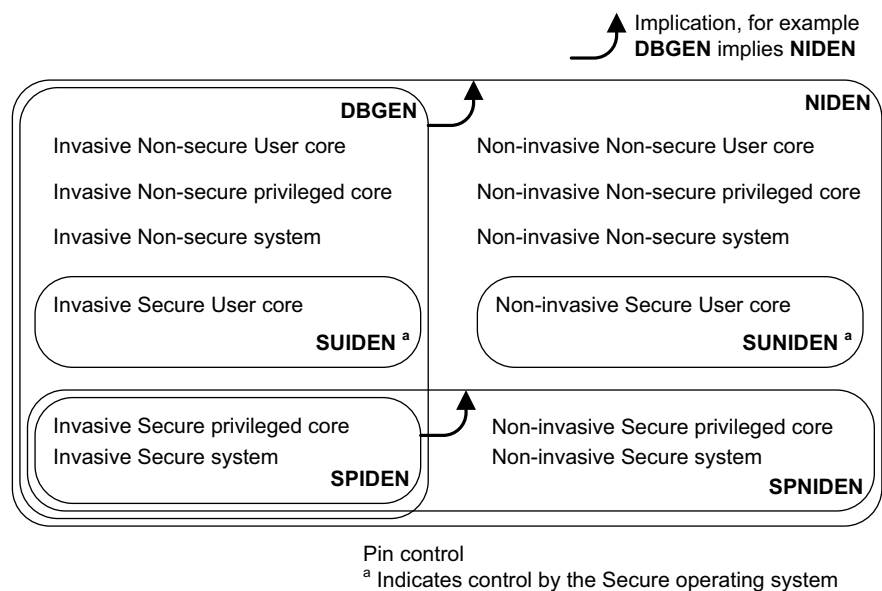 Implication, for example
DBGEN implies NIDEN
DBGEN
NIDEN
Invasive Non-secure User core
Non-invasive Non-secure User core
Invasive Non-secure privileged core
Non-invasive Non-secure privileged core
Invasive Non-secure system
Non-invasive Non-secure system
Invasive Secure User core
Non-invasive Secure User core
SUIDEN a
SUNIDEN a
Invasive Secure privileged core
Non-invasive Secure privileged core
Invasive Secure system
Non-invasive Secure system
SPIDEN
SPNIDEN
Pin control
a Indicates control by the Secure operating system